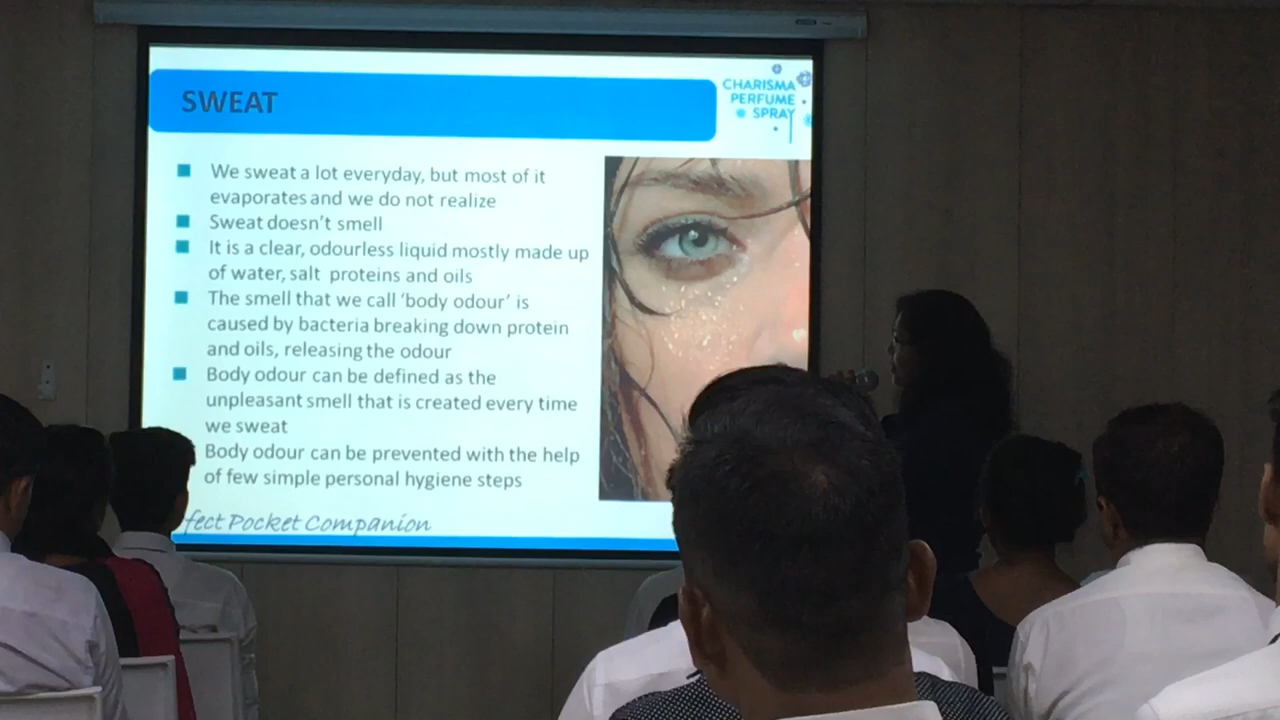 SWEAT
CHARISMA
PERFUME
SPRAY
We sweat a lot everyday, but most of it
evaporates and we do not realize
Sweat doesn't smell
It is a clear, odourless liquid mostly made up
of water, salt proteins and oils
The smell that we call 'body odour' is
caused by bacteria breaking down protein
and oils, releasing the odour
Body odour can be defined as the
unpleasant smell that is created every time
we sweat
Body odour can be prevented with the help
of few simple personal hygiene steps
fect Pocket Companion